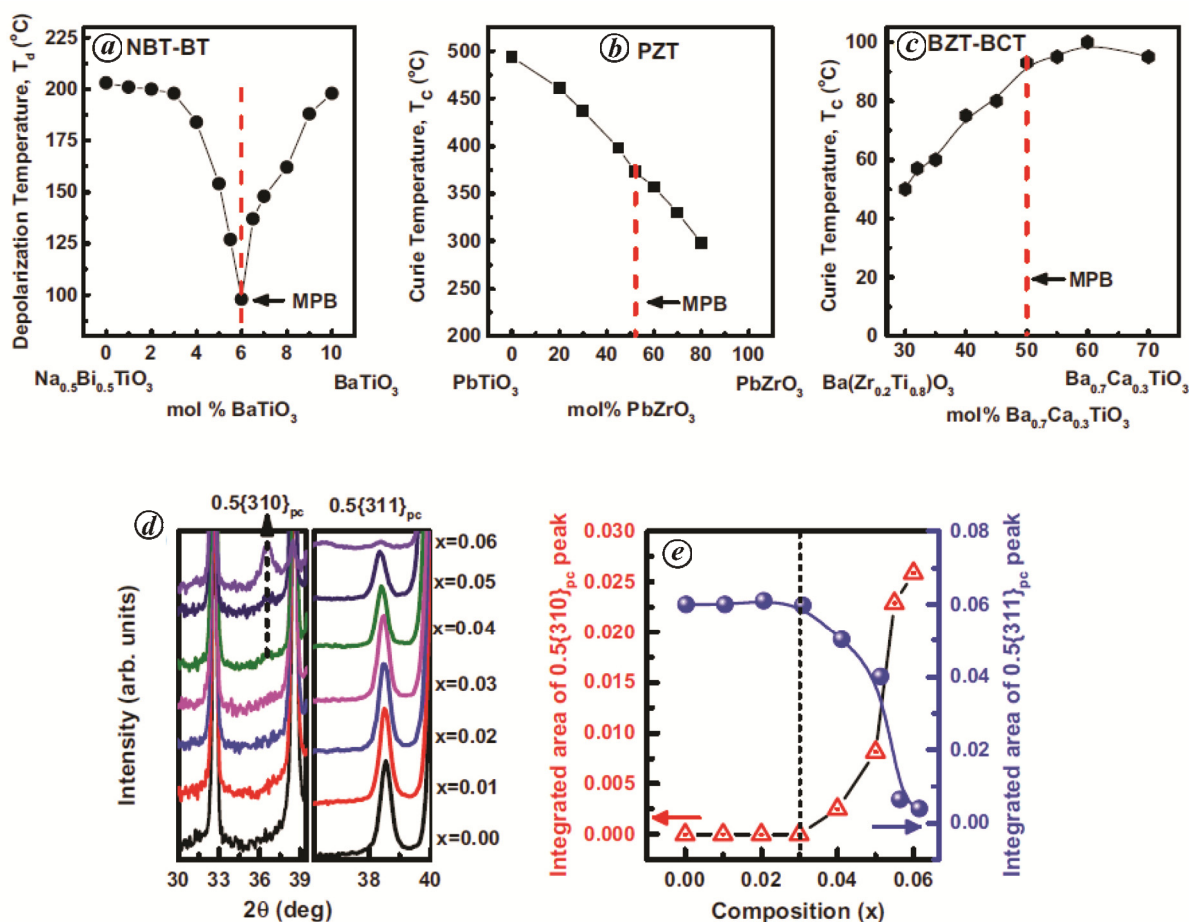 a NBT-BT
Depolarization Temperature, T_d (°C)
225
200
175
150
125
100
MPB
0 2 4 6 8 10
Na0.5Bi0.5TiO3 BaTiO3
mol % BaTiO3
b PZT
Curie Temperature, T_C (°C)
500
450
400
350
300
250
200
MPB
0 20 40 60 80 100
PbTiO3 PbZrO3
mol% PbZrO3
c BZT-BCT
Curie Temperature, T_C (°C)
100
80
60
40
20
0
MPB
30 40 50 60 70
Ba(Zr0.2Ti0.8)O3 Ba0.7Ca0.3TiO3
mol% Ba0.7Ca0.3TiO3
d
0.5{310}pc 0.5{311}pc
Intensity (arb. units)
x=0.06
x=0.05
x=0.04
x=0.03
x=0.02
x=0.01
x=0.00
30 33 36 39 38 40
2θ (deg)
e
Integrated area of 0.5{310}pc peak
0.030
0.025
0.020
0.015
0.010
0.005
0.000
0.08
0.06
0.04
0.02
0.00
Integrated area of 0.5{311}pc peak
0.00 0.02 0.04 0.06
Composition (x)